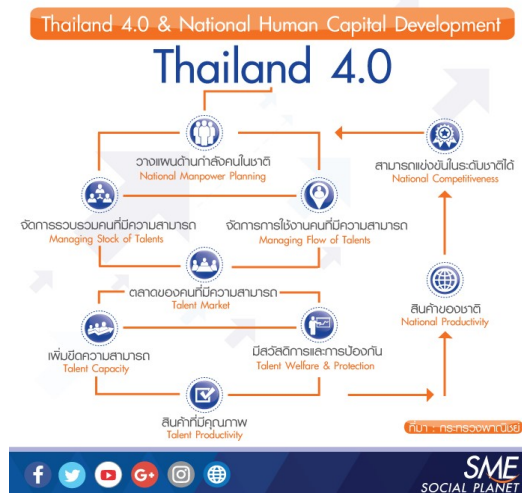 Thailand 4.0 & National Human Capital Development
Thailand 4.0
วางแผนด้านกำลังคนในชาติ
National Manpower Planning
สามารถแข่งขันในระดับชาติได้
National Competitiveness
จัดการรวบรวมคนที่มีความสามารถ
Managing Stock of Talents
จัดการการใช้งานคนที่มีความสามารถ
Managing Flow of Talents
ตลาดของคนที่มีความสามารถ
Talent Market
สินค้าของชาติ
National Productivity
เพิ่มขีดความสามารถ
Talent Capacity
มีสวัสดิการและการป้องกัน
Talent Welfare & Protection
สินค้าที่มีคุณภาพ
Talent Productivity
ที่มา : กระทรวงพาณิชย์
SME
SOCIAL PLANET